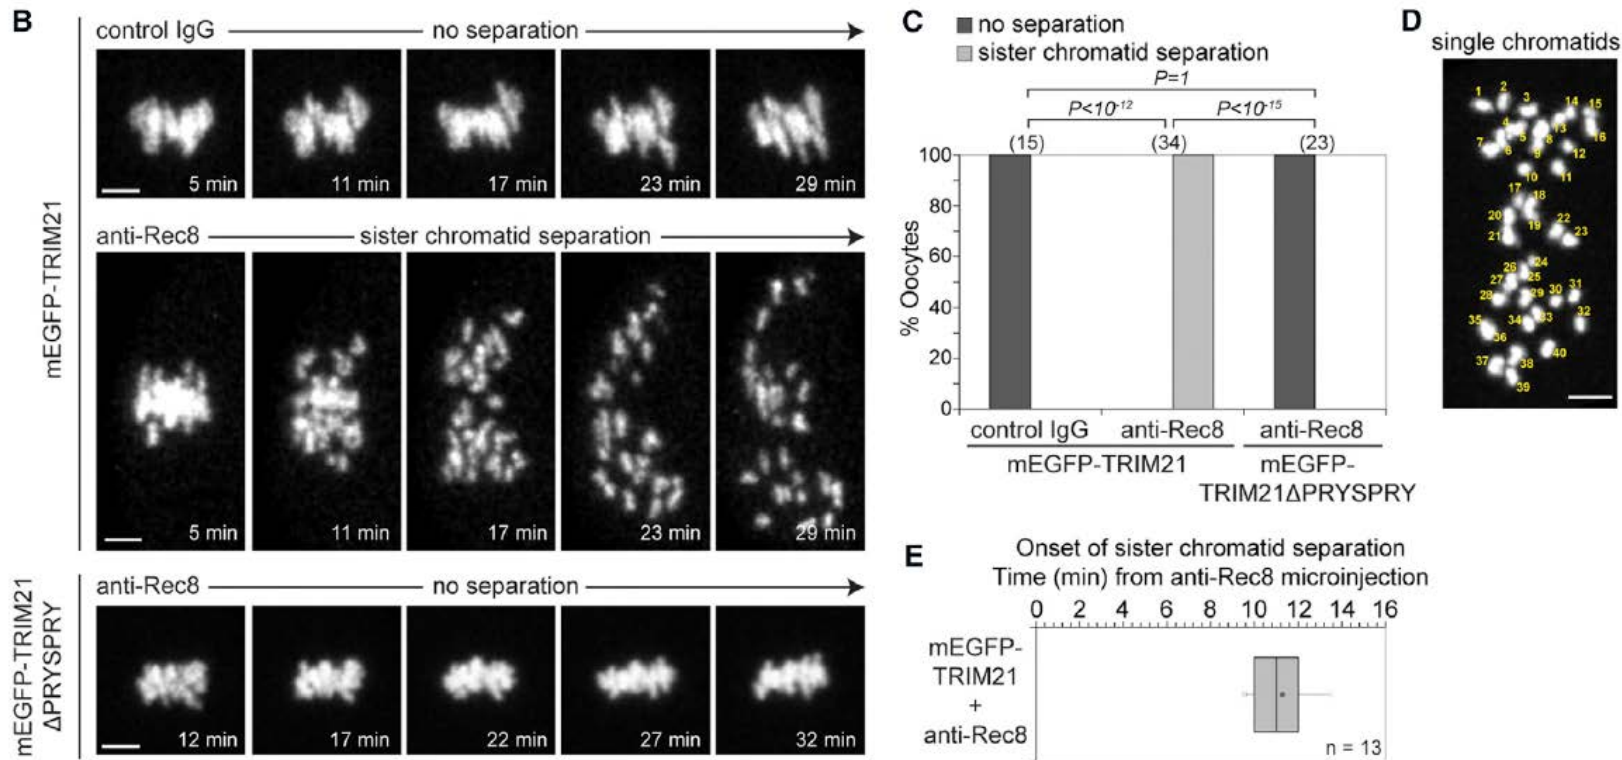 B
mEGFP-TRIM21
control IgG
no separation
5 min
11 min
17 min
23 min
29 min
anti-Rec8
sister chromatid separation
5 min
11 min
17 min
23 min
29 min
mEGFP-TRIM21
ΔPRYSPRY
anti-Rec8
no separation
12 min
17 min
22 min
27 min
32 min
C
no separation
sister chromatid separation
P=1
P<10-12
P<10-15
(15)
(34)
(23)
100
80
60
40
20
0
% Oocytes
control IgG
anti-Rec8
anti-Rec8
mEGFP-TRIM21
mEGFP-
TRIM21ΔPRYSPRY
D
single chromatids
1
2
3
14
15
4
5
13
16
7
6
8
9
12
10
11
17
18
20
19
22
21
23
24
26
25
27
28
29
30
31
35
34
33
32
36
37
38
40
39
E
Onset of sister chromatid separation
Time (min) from anti-Rec8 microinjection
0 2 4 6 8 10 12 14 16
mEGFP-
TRIM21
+
anti-Rec8
n = 13